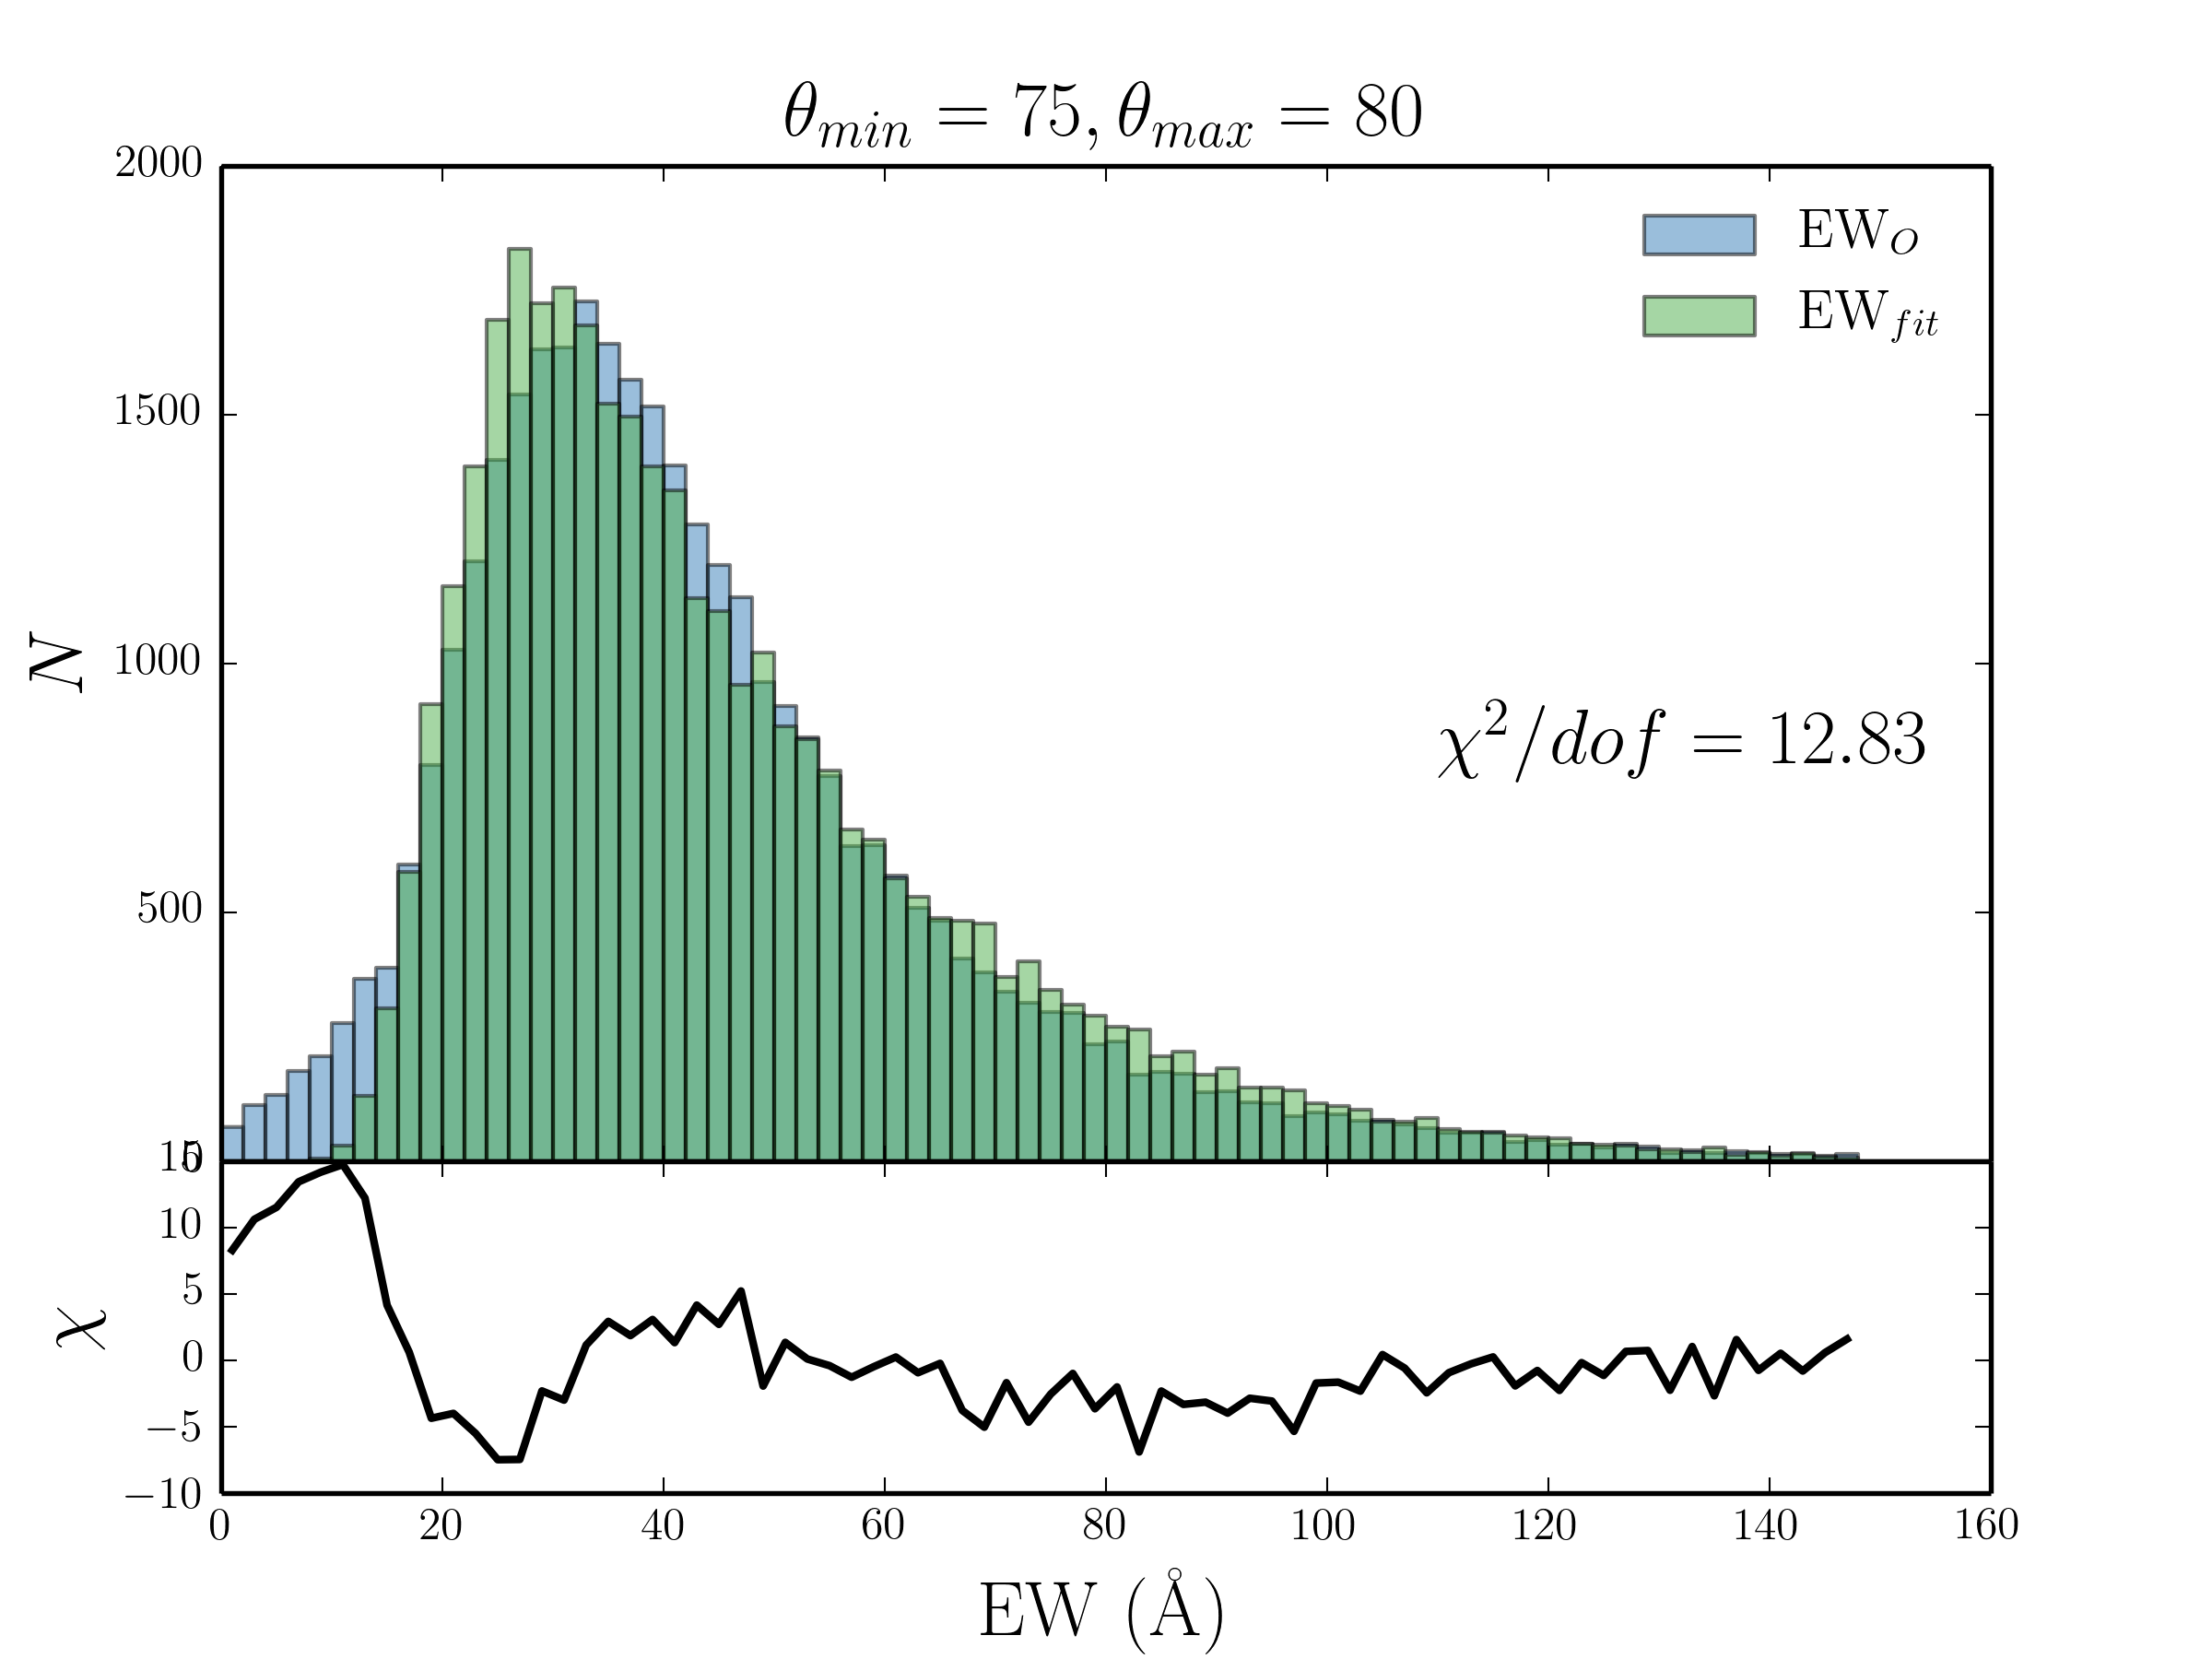 θ_min = 75, θ_max = 80
2000
1500
1000
500
0
N
EW_O
EW_fit
χ²/dof = 12.83
15
10
5
0
−5
−10
χ
0 20 40 60 80 100 120 140 160
EW (Å)